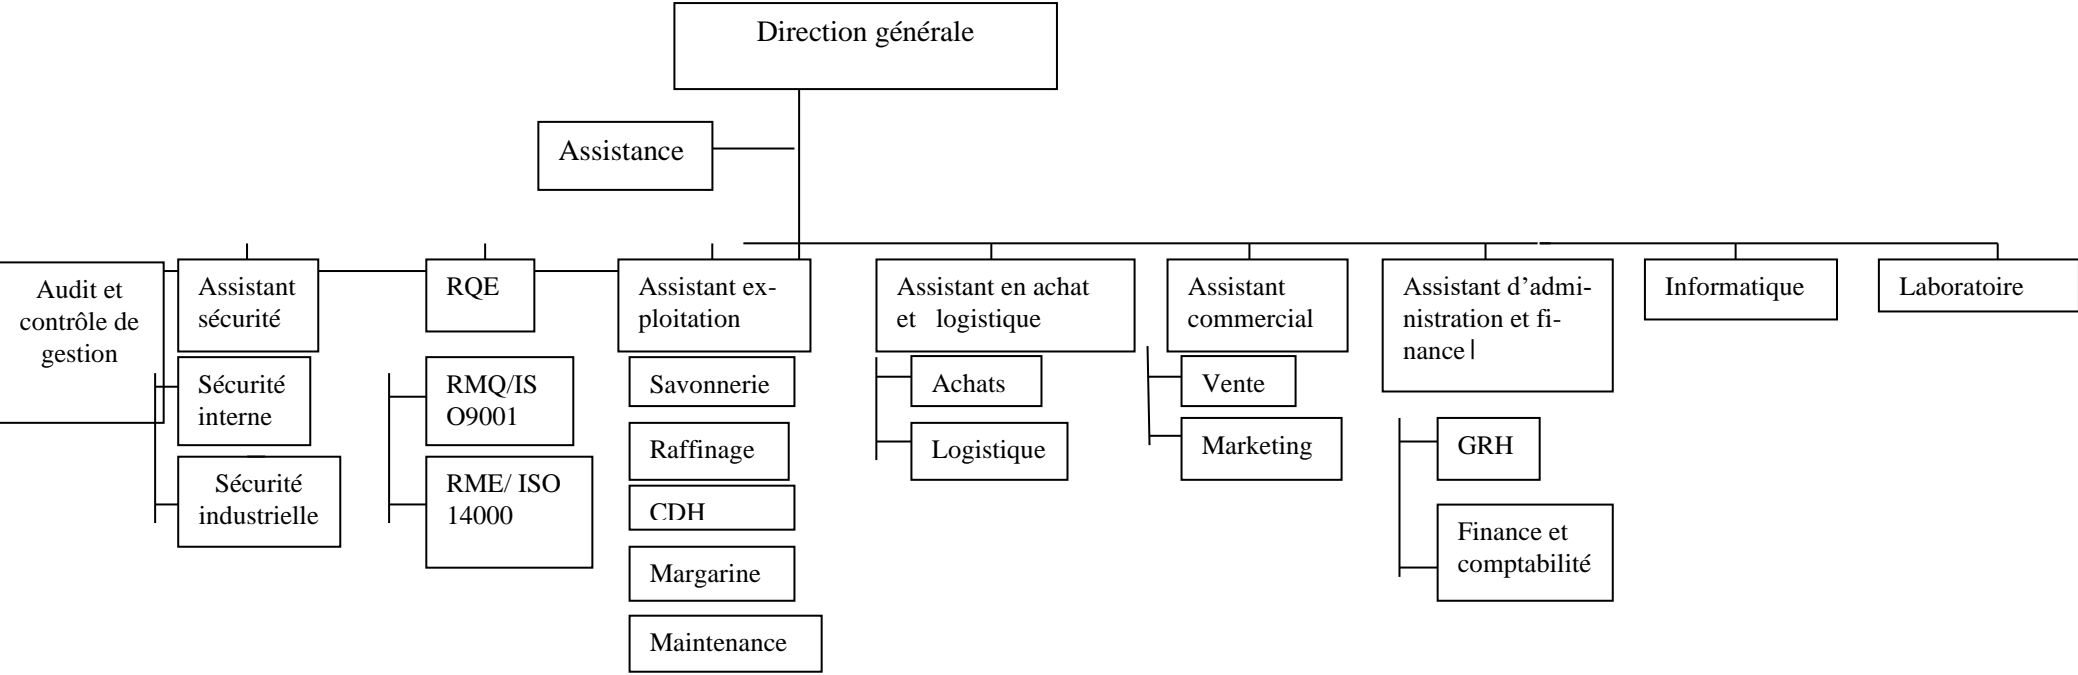 Direction générale
Assistance
Audit et
contrôle de
gestion
Assistant
sécurité
RQE
Assistant ex-
ploitation
Assistant en achat
et logistique
Assistant
commercial
Assistant d’admi-
nistration et fi-
nance
Informatique
Laboratoire
Sécurité
interne
Sécurité
industrielle
RMQ/IS
O9001
RME/ ISO
14000
Savonnerie
Raffinage
CDH
Margarine
Maintenance
Achats
Logistique
Vente
Marketing
GRH
Finance et
comptabilité